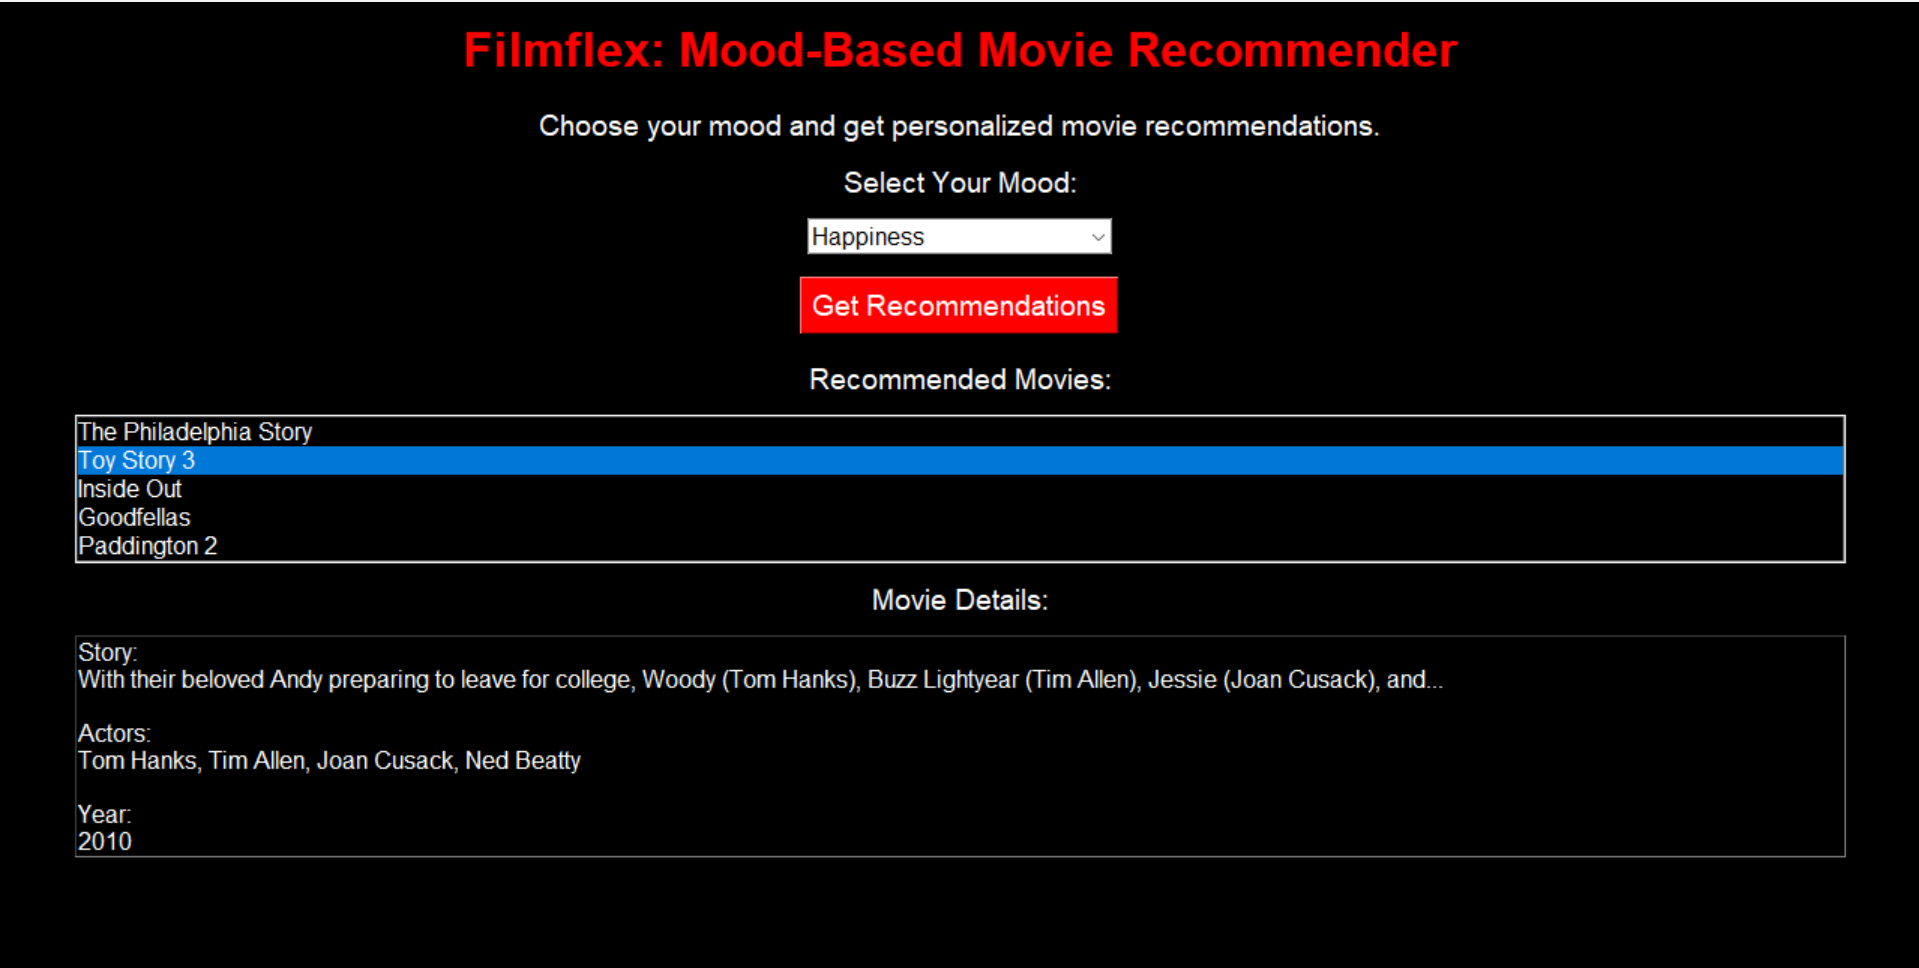 Filmflex: Mood-Based Movie Recommender
Choose your mood and get personalized movie recommendations.
Select Your Mood:
Happiness
Get Recommendations
Recommended Movies:
The Philadelphia Story
Toy Story 3
Inside Out
Goodfellas
Paddington 2
Movie Details:
Story:
With their beloved Andy preparing to leave for college, Woody (Tom Hanks), Buzz Lightyear (Tim Allen), Jessie (Joan Cusack), and...
Actors:
Tom Hanks, Tim Allen, Joan Cusack, Ned Beatty
Year:
2010